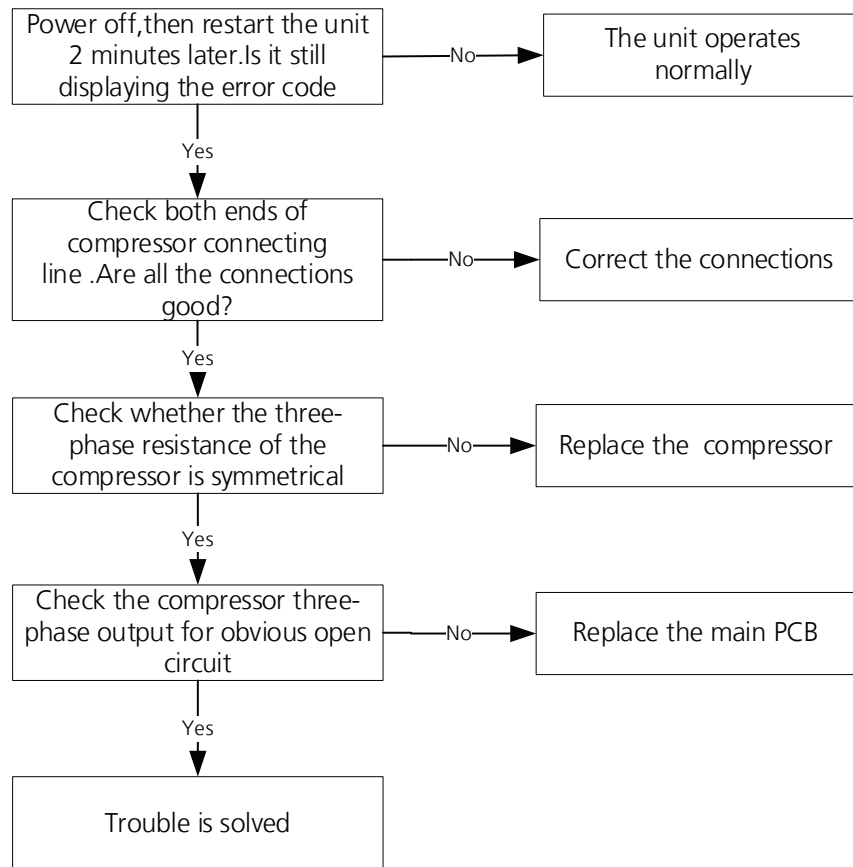 Power off,then restart the unit
2 minutes later.Is it still
displaying the error code
No
The unit operates
normally
Yes
Check both ends of
compressor connecting
line .Are all the connections
good?
No
Correct the connections
Yes
Check whether the three-
phase resistance of the
compressor is symmetrical
No
Replace the  compressor
Yes
Check the compressor three-
phase output for obvious open
circuit
No
Replace the main PCB
Yes
Trouble is solved